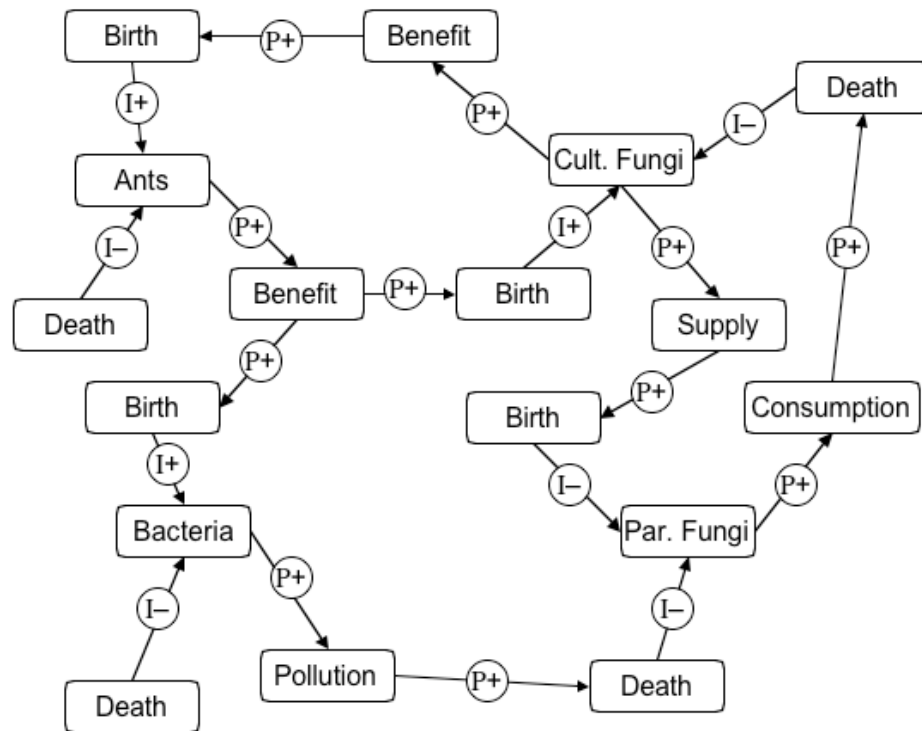 Birth
P+
Benefit
I+
P+
Death
I–
Cult. Fungi
Ants
P+
I+
P+
I–
P+
Benefit
P+
Birth
Death
Supply
P+
Birth
P+
Birth
Consumption
I+
I–
P+
Bacteria
Par. Fungi
P+
I–
I–
Pollution
P+
Death
Death